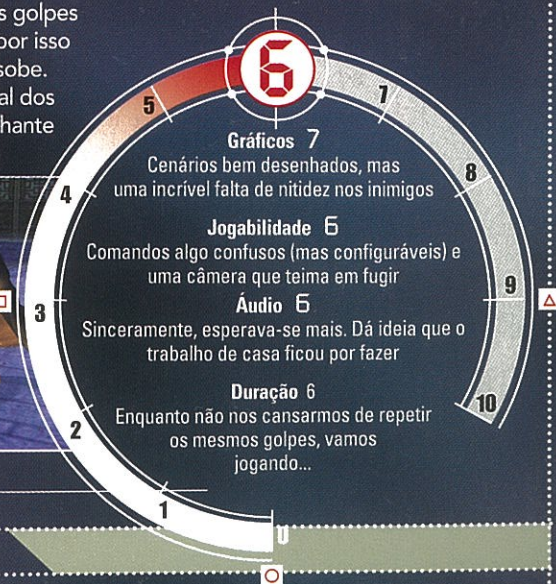 s golpes
por isso
sobe.
al dos
hante
6
5
7
4
8
3
9
2
10
1
0
Gráficos 7
Cenários bem desenhados, mas
uma incrível falta de nitidez nos inimigos
Jogabilidade 6
Comandos algo confusos (mas configuráveis) e
uma câmera que teima em fugir
Áudio 6
Sinceramente, esperava-se mais. Dá ideia que o
trabalho de casa ficou por fazer
Duração 6
Enquanto não nos cansarmos de repetir
os mesmos golpes, vamos
jogando...